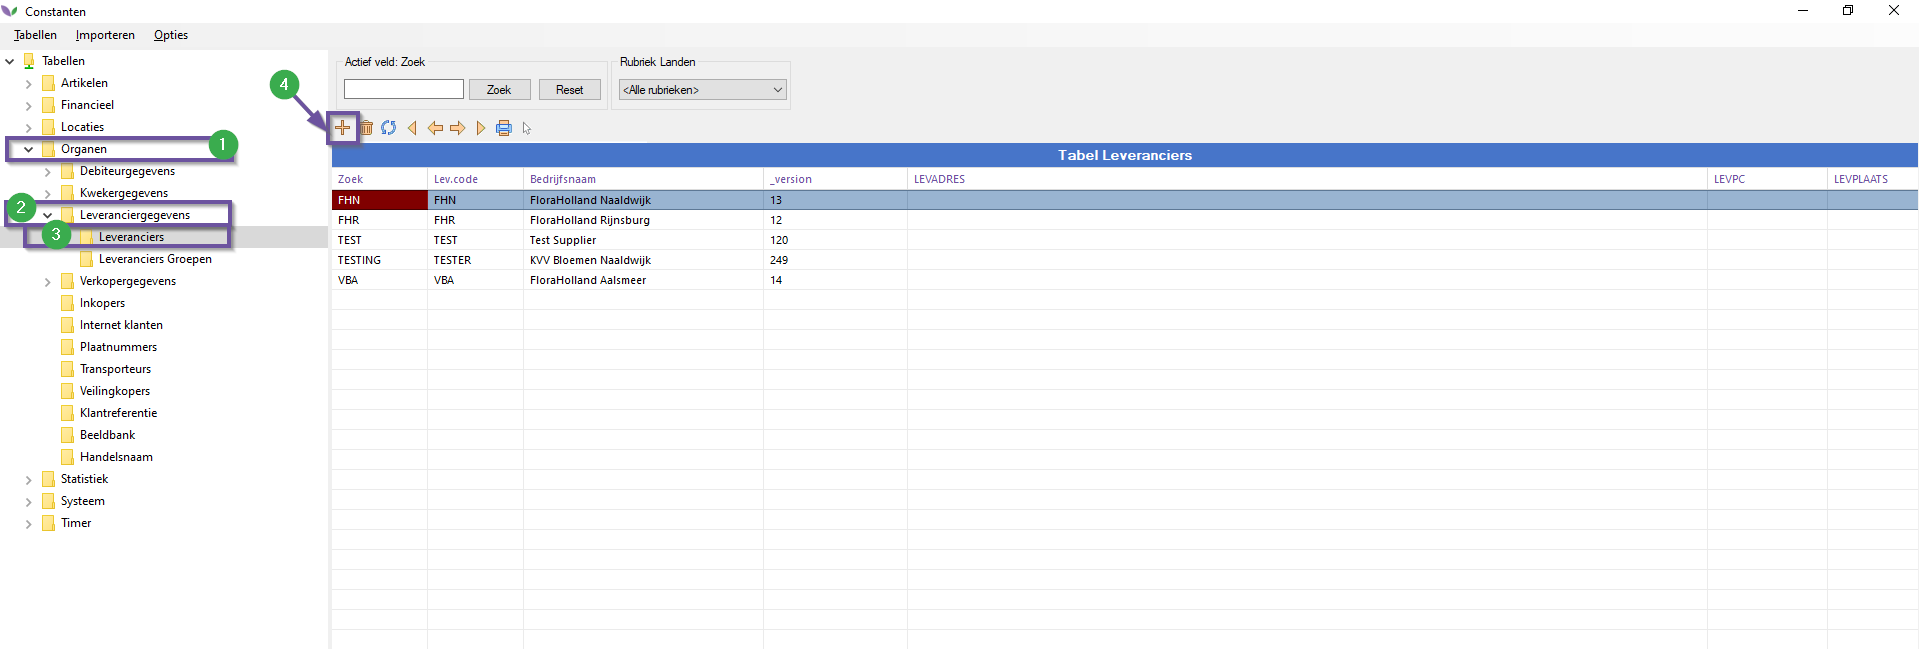 Constanten
Tabellen Importeren Opties
Tabellen
Artikelen
Financieel
Locaties
1
Organen
Debiteurgegevens
Kwekergegevens
2
Leveranciergegevens
3
Leveranciers
Leveranciers Groepen
Verkopergegevens
Inkopers
Internet klanten
Plaatnummers
Transporteurs
Veilingkopers
Klantreferentie
Beeldbank
Handelsnaam
Statistiek
Systeem
Timer
Actief veld: Zoek Rubriek Landen
4
Zoek Reset <Alle rubrieken>
Tabel Leveranciers
Zoek Lev.code Bedrijfsnaam _version LEVADRES LEVPC LEVPLAATS
FHN FHN FloraHolland Naaldwijk 13
FHR FHR FloraHolland Rijnsburg 12
TEST TEST Test Supplier 120
TESTING TESTER KVV Bloemen Naaldwijk 249
VBA VBA FloraHolland Aalsmeer 14